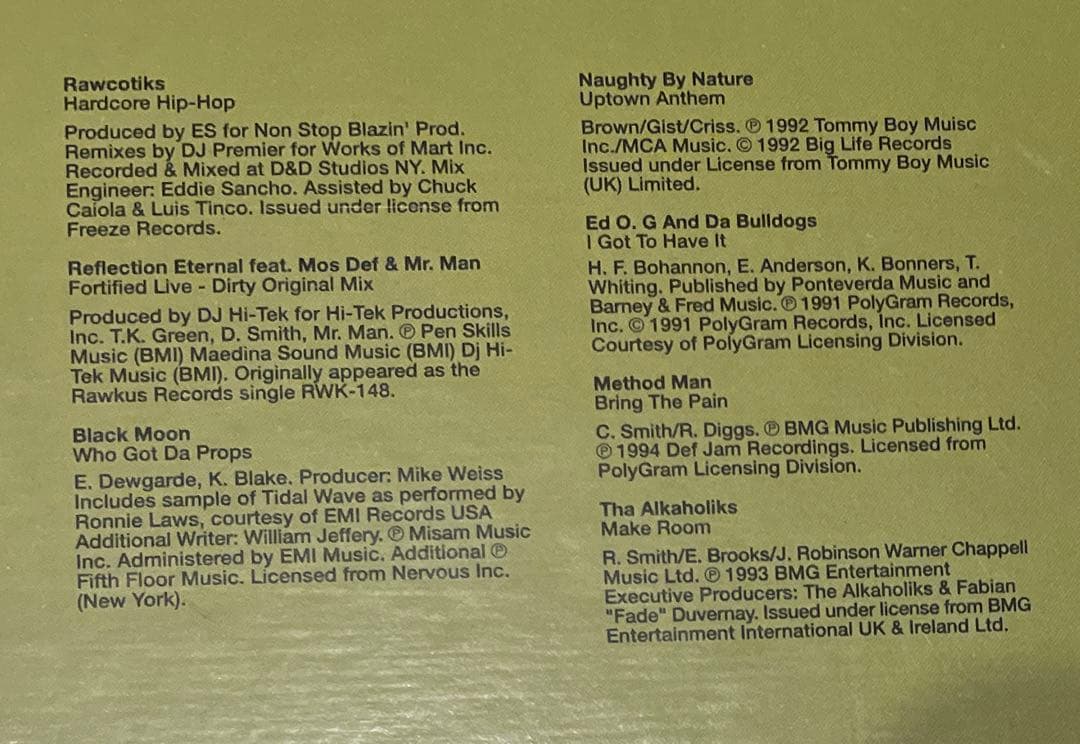 Rawcotiks
Hardcore Hip-Hop
Produced by ES for Non Stop Blazin' Prod.
Remixes by DJ Premier for Works of Mart Inc.
Recorded & Mixed at D&D Studios NY. Mix
Engineer: Eddie Sancho. Assisted by Chuck
Caiola & Luis Tinco. Issued under license from
Freeze Records.
Reflection Eternal feat. Mos Def & Mr. Man
Fortified Live - Dirty Original Mix
Produced by DJ Hi-Tek for Hi-Tek Productions,
Inc. T.K. Green, D. Smith, Mr. Man. ℗ Pen Skills
Music (BMI) Maedina Sound Music (BMI) Dj Hi-
Tek Music (BMI). Originally appeared as the
Rawkus Records single RWK-148.
Black Moon
Who Got Da Props
E. Dewgarde, K. Blake. Producer: Mike Weiss
Includes sample of Tidal Wave as performed by
Ronnie Laws, courtesy of EMI Records USA
Additional Writer: William Jeffery. ℗ Misam Music
Inc. Administered by EMI Music. Additional ℗
Fifth Floor Music. Licensed from Nervous Inc.
(New York).
Naughty By Nature
Uptown Anthem
Brown/Gist/Criss. ℗ 1992 Tommy Boy Muisc
Inc./MCA Music. © 1992 Big Life Records
Issued under License from Tommy Boy Music
(UK) Limited.
Ed O. G And Da Bulldogs
I Got To Have It
H. F. Bohannon, E. Anderson, K. Bonners, T.
Whiting. Published by Ponteverda Music and
Barney & Fred Music. ℗ 1991 PolyGram Records,
Inc. © 1991 PolyGram Records, Inc. Licensed
Courtesy of PolyGram Licensing Division.
Method Man
Bring The Pain
C. Smith/R. Diggs. ℗ BMG Music Publishing Ltd.
℗ 1994 Def Jam Recordings. Licensed from
PolyGram Licensing Division.
Tha Alkaholiks
Make Room
R. Smith/E. Brooks/J. Robinson Warner Chappell
Music Ltd. ℗ 1993 BMG Entertainment
Executive Producers: The Alkaholiks & Fabian
"Fade" Duvernay. Issued under license from BMG
Entertainment International UK & Ireland Ltd.